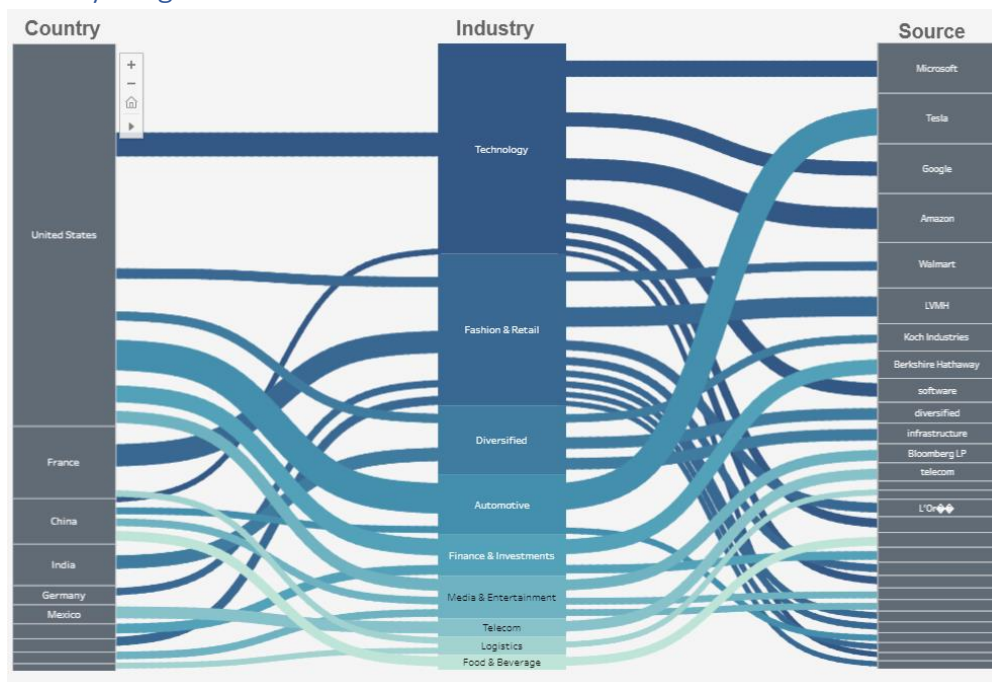 Country
Industry
Source
United States
France
China
India
Germany
Mexico
Technology
Fashion & Retail
Diversified
Automotive
Finance & Investments
Media & Entertainment
Telecom
Logistics
Food & Beverage
Microsoft
Tesla
Google
Amazon
Walmart
LVMH
Koch Industries
Berkshire Hathaway
software
diversified
infrastructure
Bloomberg LP
telecom
L'Or��